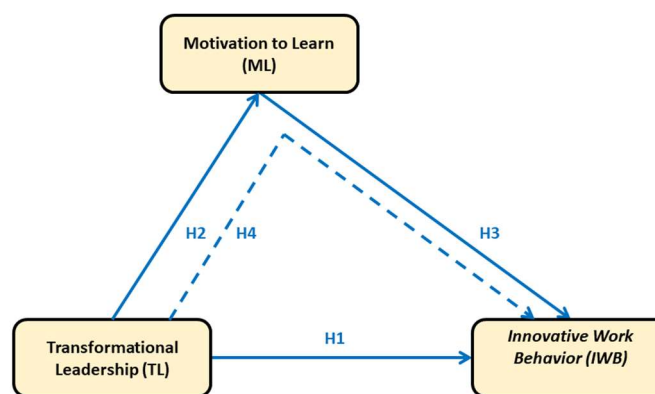 Motivation to Learn
(ML)
H2
H4
H3
Transformational
Leadership (TL)
H1
Innovative Work
Behavior (IWB)